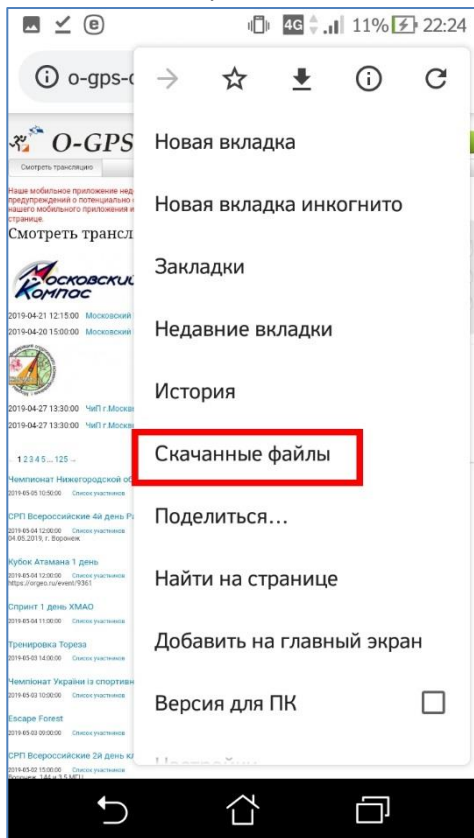 4G 11% 22:24
o-gps-c
O-GPS
Смотреть трансляцию
Наше мобильное приложение нед
предупреждений о потенциально
нашего мобильного приложения и
странице.
Смотреть трансл
Московский
Компас
2019-04-21 12:15:00 Московский
2019-04-20 15:00:00 Московский
2019-04-27 13:30:00 ЧиП г.Москв
2019-04-27 13:30:00 ЧиП г.Москв
1 2 3 4 5 ... 125
Чемпионат Нижегородской об
2019-05-05 10:50:00 Список участников
СРП Всероссийские 4й день Р
2019-05-04 12:00:00 Список участников
04.05.2019, г. Воронеж
Кубок Атамана 1 день
2019-05-04 12:00:00 Список участников
https://orgeo.ru/event/9361
Спринт 1 день ХМАО
2019-05-04 11:00:00 Список участников
Тренировка Тореза
2019-05-03 14:00:00 Список участников
Чемпіонат України із спортивн
2019-05-03 10:00:00 Список участников
Escape Forest
2019-05-03 09:00:00 Список участников
СРП Всероссийские 2й день кл
2019-05-02 15:00:00 Список участников
Новая вкладка
Новая вкладка инкогнито
Закладки
Недавние вкладки
История
Скачанные файлы
Поделиться...
Найти на странице
Добавить на главный экран
Версия для ПК